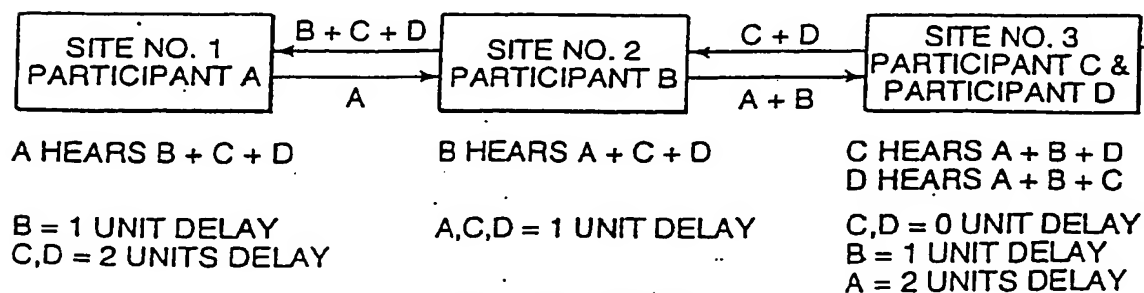 SITE NO. 1
PARTICIPANT A
B + C + D
A
SITE NO. 2
PARTICIPANT B
C + D
A + B
SITE NO. 3
PARTICIPANT C &
PARTICIPANT D
A HEARS B + C + D
B = 1 UNIT DELAY
C,D = 2 UNITS DELAY
B HEARS A + C + D
A,C,D = 1 UNIT DELAY
C HEARS A + B + D
D HEARS A + B + C
C,D = 0 UNIT DELAY
B = 1 UNIT DELAY
A = 2 UNITS DELAY